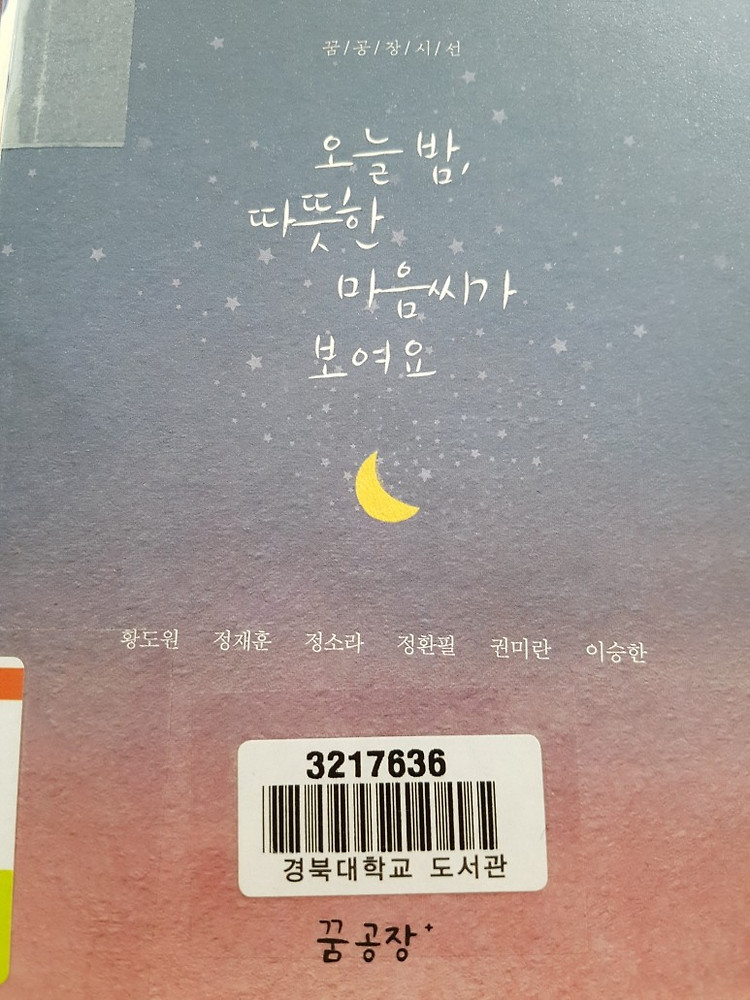 꿈/공/장/시/선
오늘 밤,
따뜻한
마음씨가
보여요
황도원 정재훈 정소라 정환필 권미란 이승한
3217636
경북대학교 도서관
꿈공장+